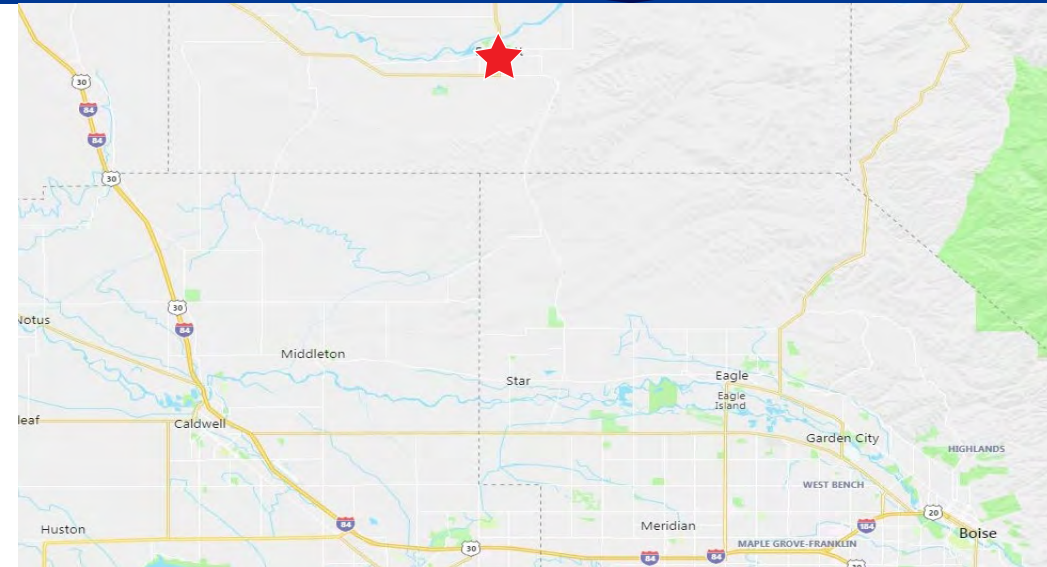 30
84
84
30
30
84
Notus
Middleton
Star
Eagle
Eagle
Island
Caldwell
Garden City
HIGHLANDS
WEST BENCH
20
Huston
84
Meridian
184
Boise
30
MAPLE GROVE-FRANKLIN
84
84